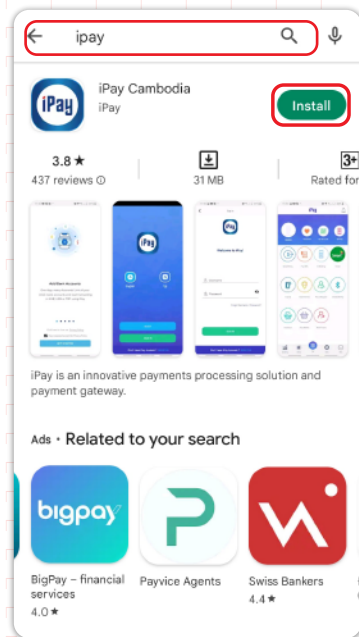 ipay
iPay Cambodia
iPay
Install
3.8 ★
437 reviews
31 MB
3+
Rated for
iPay
iPay
iPay
iPay is an innovative payments processing solution and
payment gateway.
Ads • Related to your search
bigpay
BigPay – financial
services
4.0 ★
Payvice Agents
Swiss Bankers
4.4 ★